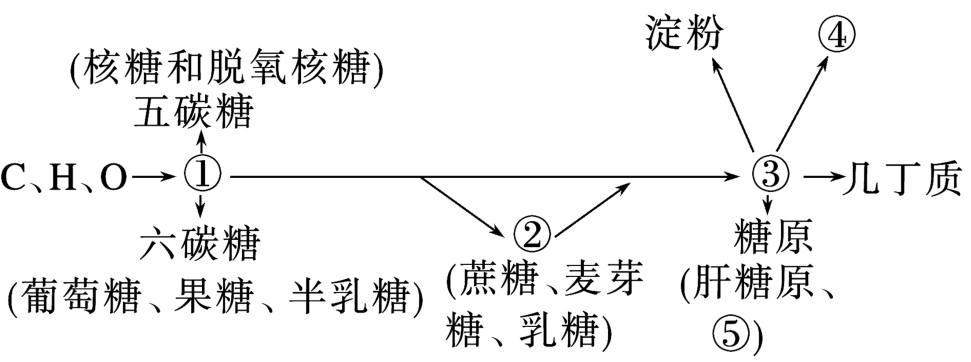 淀粉 ④
(核糖和脱氧核糖)
五碳糖
C、H、O ① ③ 几丁质
六碳糖 ② 糖原
(葡萄糖、果糖、半乳糖) (蔗糖、麦芽 (肝糖原、
糖、乳糖) ⑤)